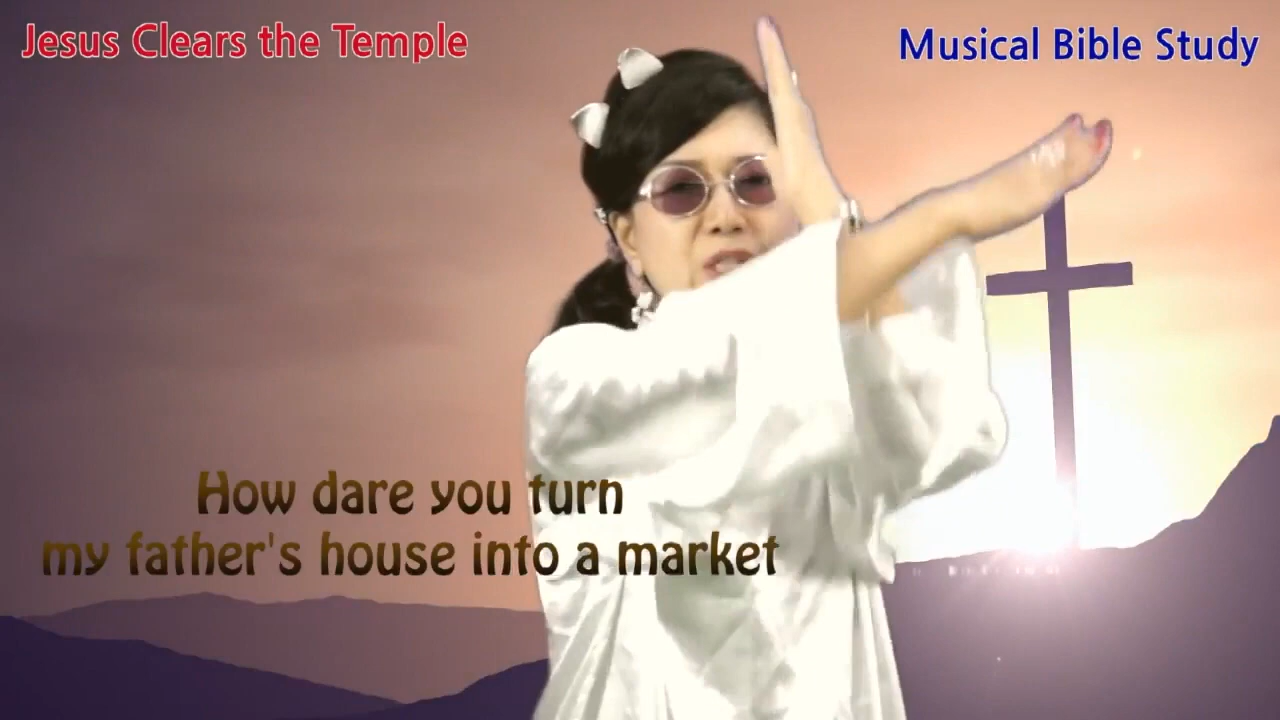 Jesus Clears the Temple
Musical Bible Study
How dare you turn
my father's house into a market